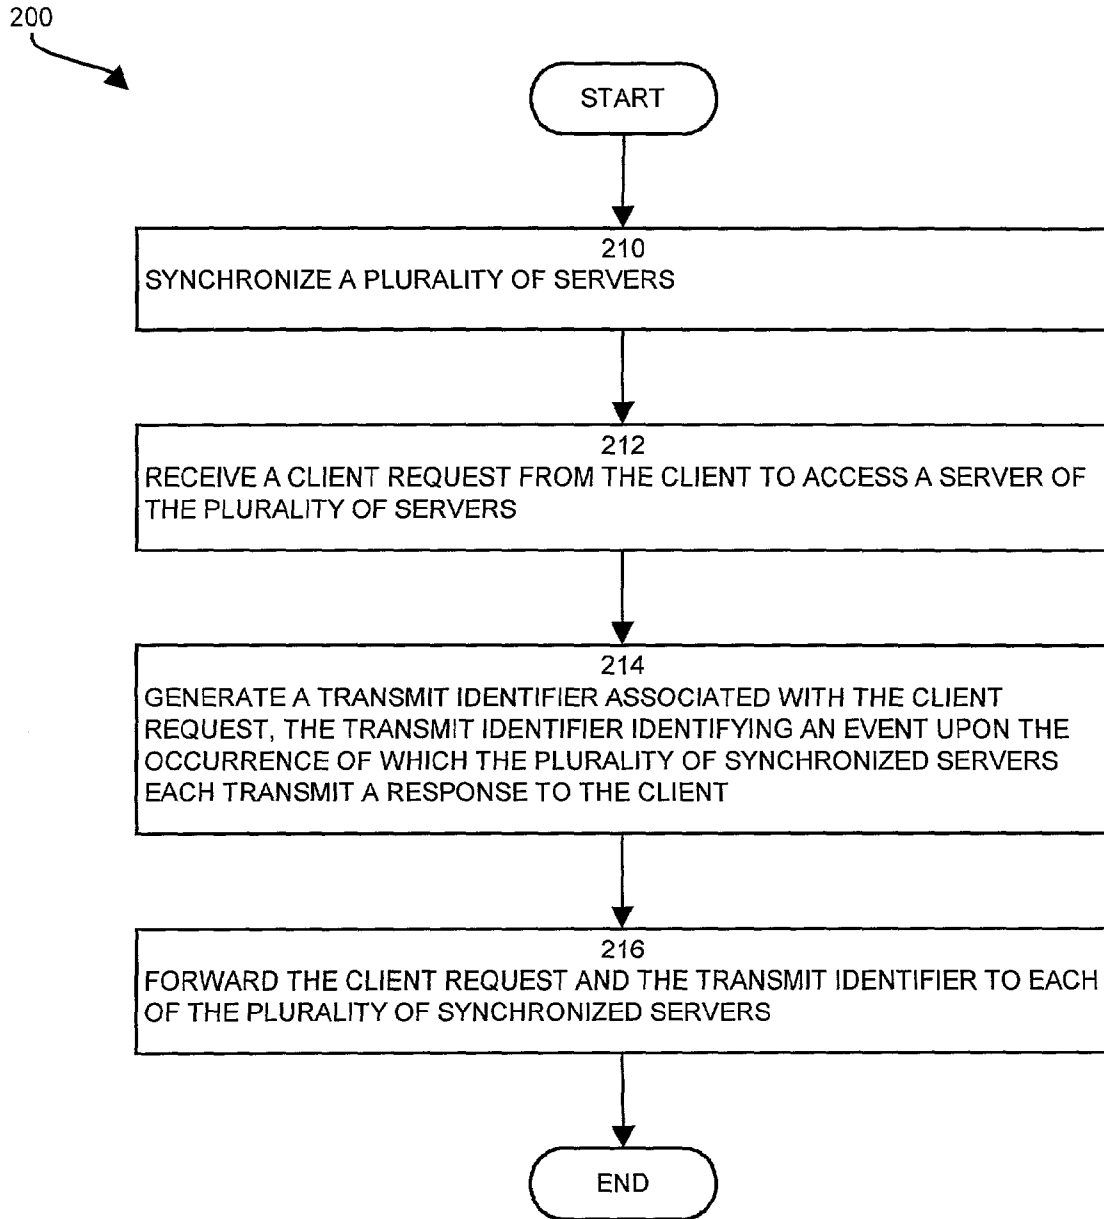 200
START
210
SYNCHRONIZE A PLURALITY OF SERVERS
212
RECEIVE A CLIENT REQUEST FROM THE CLIENT TO ACCESS A SERVER OF
THE PLURALITY OF SERVERS
214
GENERATE A TRANSMIT IDENTIFIER ASSOCIATED WITH THE CLIENT
REQUEST, THE TRANSMIT IDENTIFIER IDENTIFYING AN EVENT UPON THE
OCCURRENCE OF WHICH THE PLURALITY OF SYNCHRONIZED SERVERS
EACH TRANSMIT A RESPONSE TO THE CLIENT
216
FORWARD THE CLIENT REQUEST AND THE TRANSMIT IDENTIFIER TO EACH
OF THE PLURALITY OF SYNCHRONIZED SERVERS
END